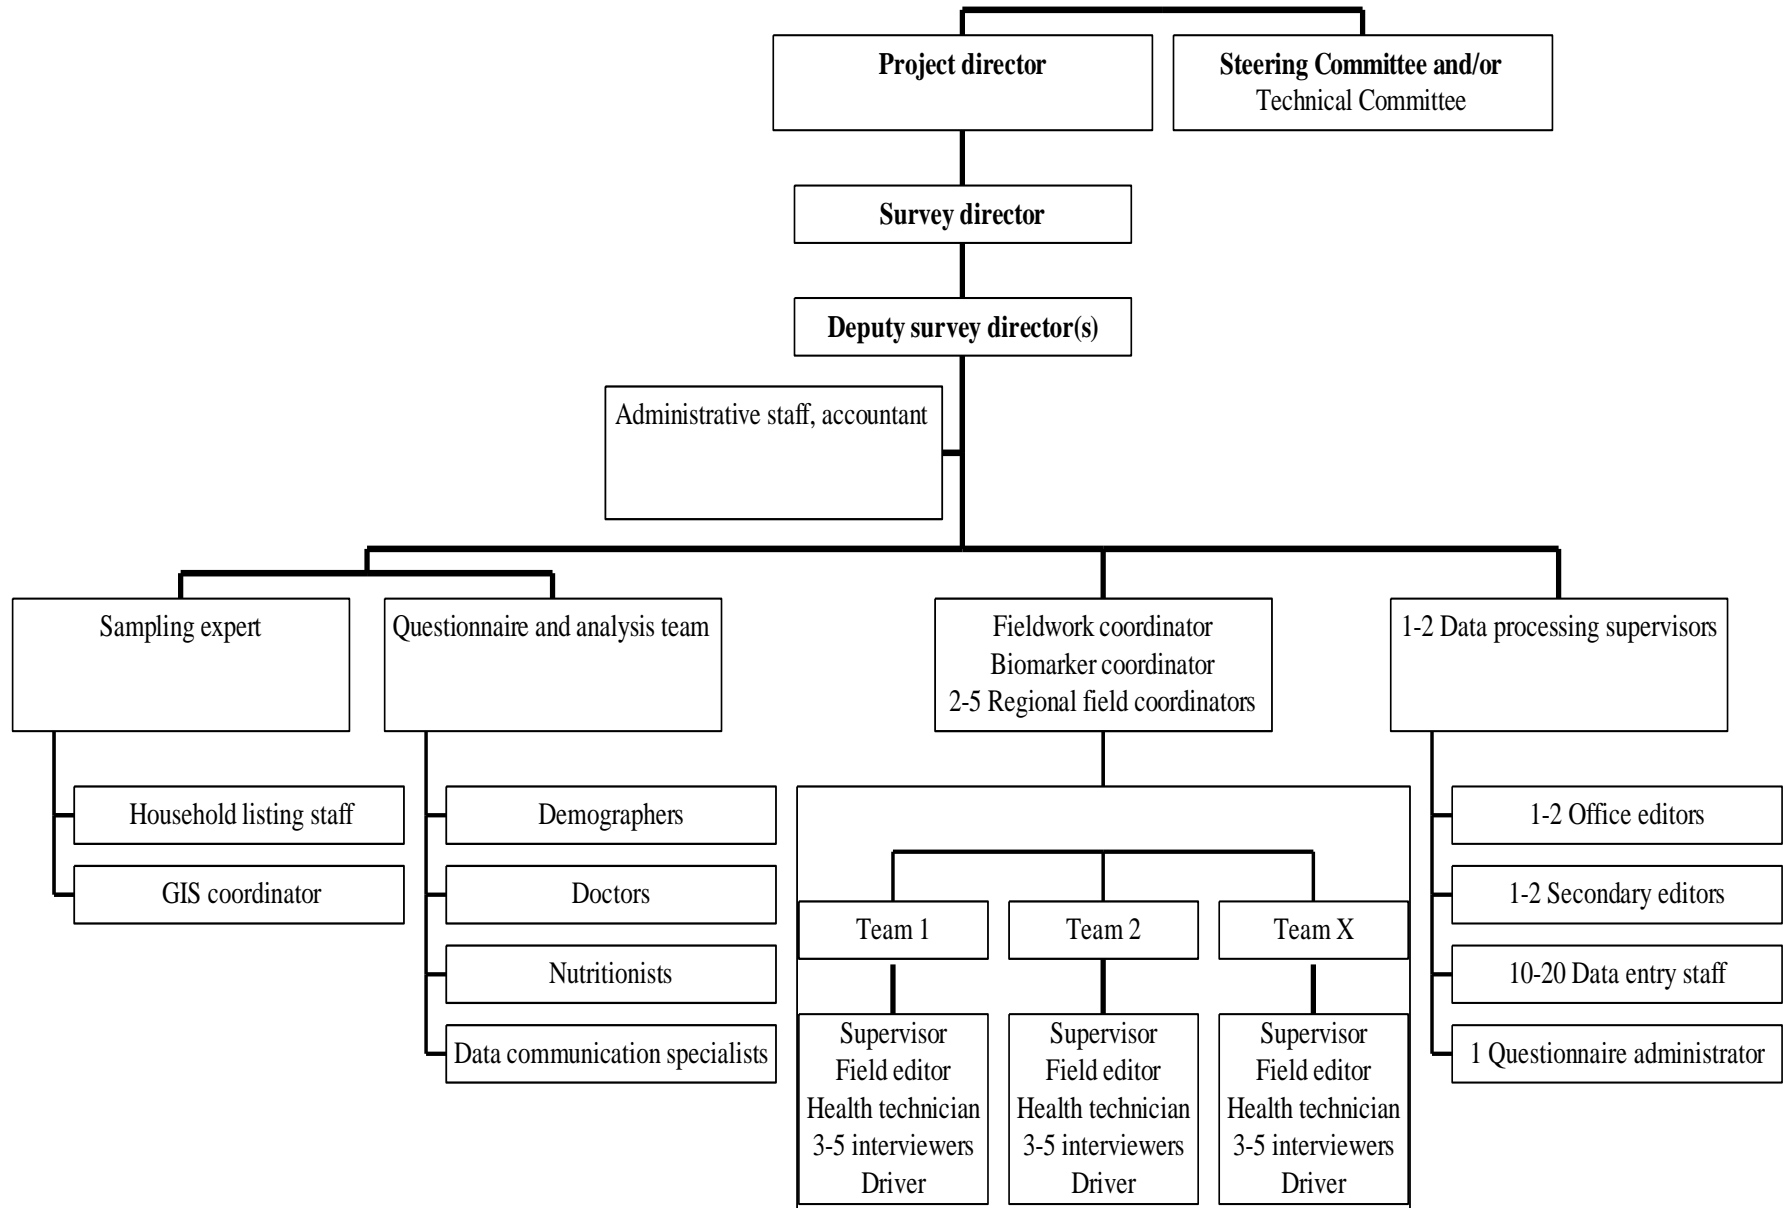 Project director
Steering Committee and/or
Technical Committee
Survey director
Deputy survey director(s)
Administrative staff, accountant
Sampling expert
Household listing staff
GIS coordinator
Questionnaire and analysis team
Demographers
Doctors
Nutritionists
Data communication specialists
Fieldwork coordinator
Biomarker coordinator
2-5 Regional field coordinators
Team 1
Supervisor
Field editor
Health technician
3-5 interviewers
Driver
Team 2
Supervisor
Field editor
Health technician
3-5 interviewers
Driver
Team X
Supervisor
Field editor
Health technician
3-5 interviewers
Driver
1-2 Data processing supervisors
1-2 Office editors
1-2 Secondary editors
10-20 Data entry staff
1 Questionnaire administrator